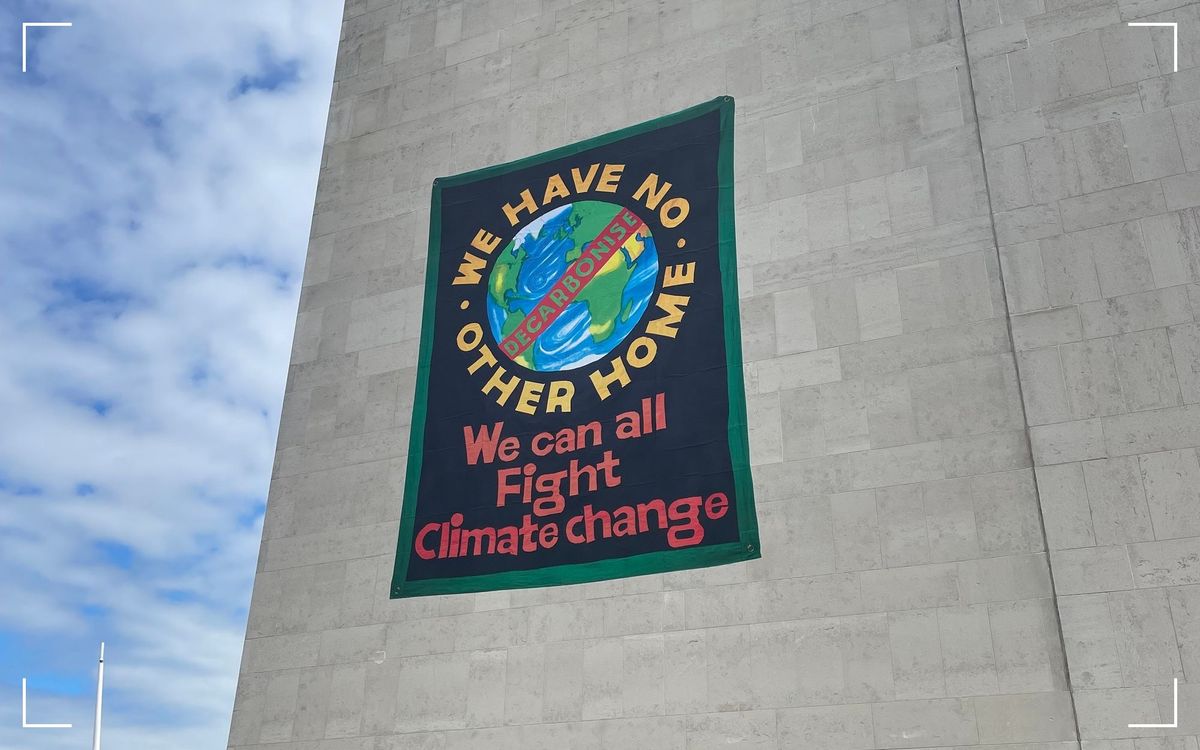 WE HAVE NO
DECARBONISE
OTHER HOME
We can all
Fight
Climate change